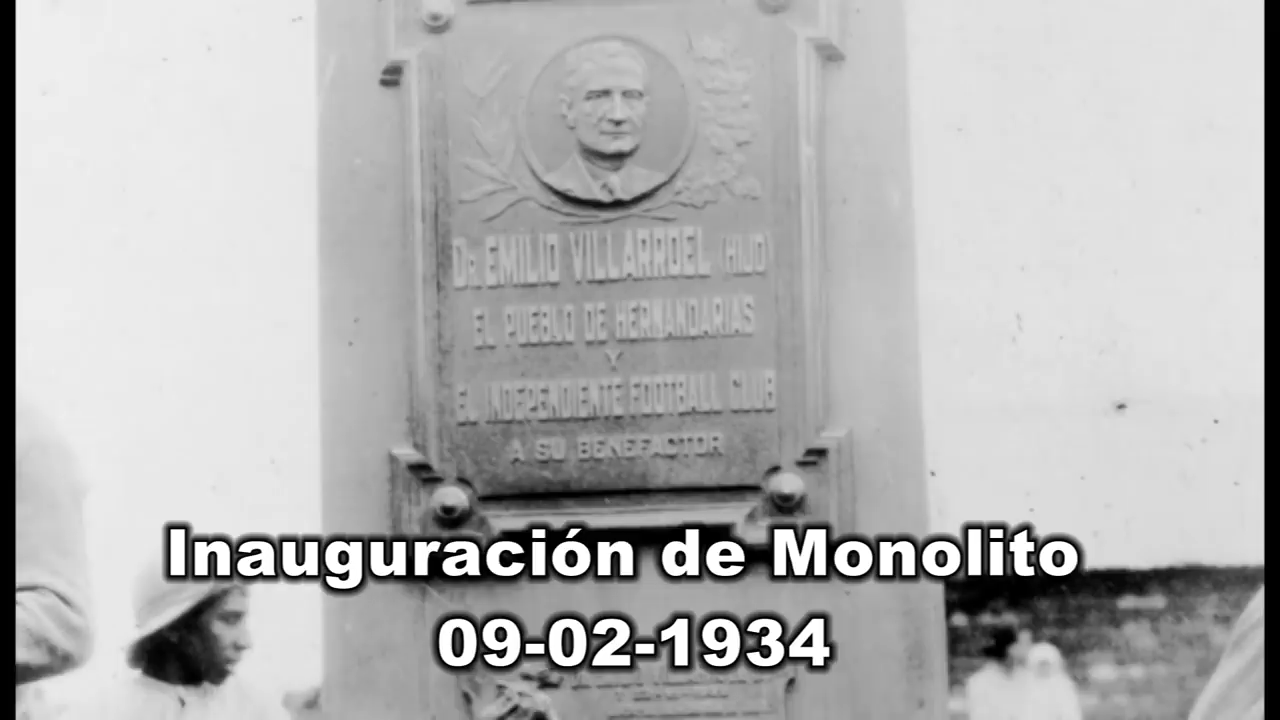 Dr. EMILIO VILLARROEL (HIJO)
EL PUEBLO DE HERNANDARIAS
Y
EL INDEPENDIENTE FOOTBALL CLUB
A SU BENEFACTOR
Inauguración de Monolito
09-02-1934